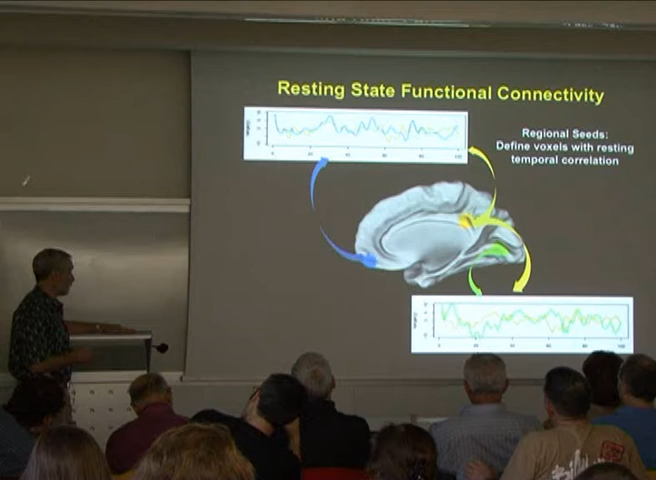 Resting State Functional Connectivity
Regional Seeds:
Define voxels with resting
temporal correlation